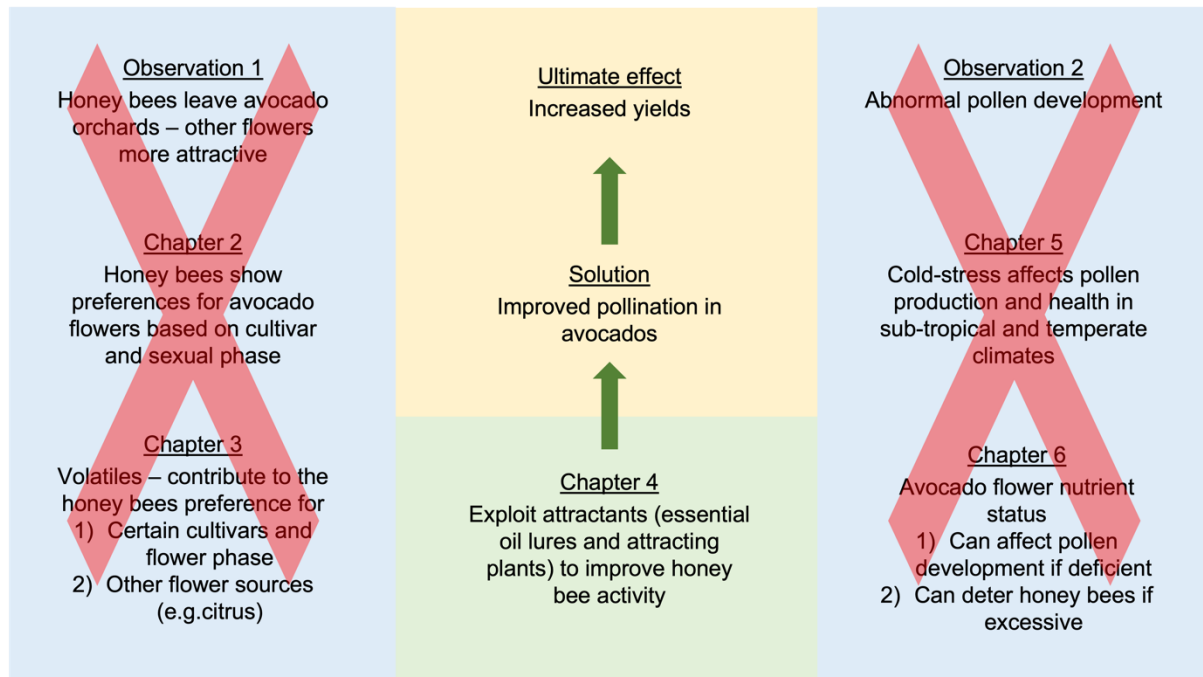 Observation 1
Honey bees leave avocado
orchards – other flowers
more attractive
Chapter 2
Honey bees show
preferences for avocado
flowers based on cultivar
and sexual phase
Chapter 3
Volatiles – contribute to the
honey bees preference for
1) Certain cultivars and
flower phase
2) Other flower sources
(e.g.citrus)
Ultimate effect
Increased yields
Solution
Improved pollination in
avocados
Chapter 4
Exploit attractants (essential
oil lures and attracting
plants) to improve honey
bee activity
Observation 2
Abnormal pollen development
Chapter 5
Cold-stress affects pollen
production and health in
sub-tropical and temperate
climates
Chapter 6
Avocado flower nutrient
status
1) Can affect pollen
development if deficient
2) Can deter honey bees if
excessive